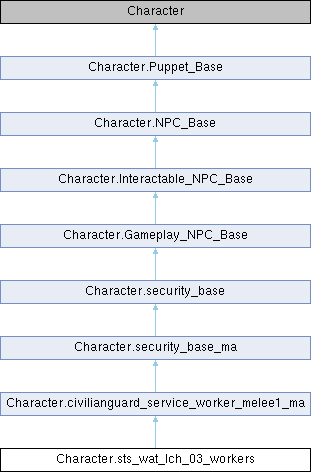 Character
Character.Puppet_Base
Character.NPC_Base
Character.Interactable_NPC_Base
Character.Gameplay_NPC_Base
Character.security_base
Character.security_base_ma
Character.civilianguard_service_worker_melee1_ma
Character.sts_wat_lch_03_workers